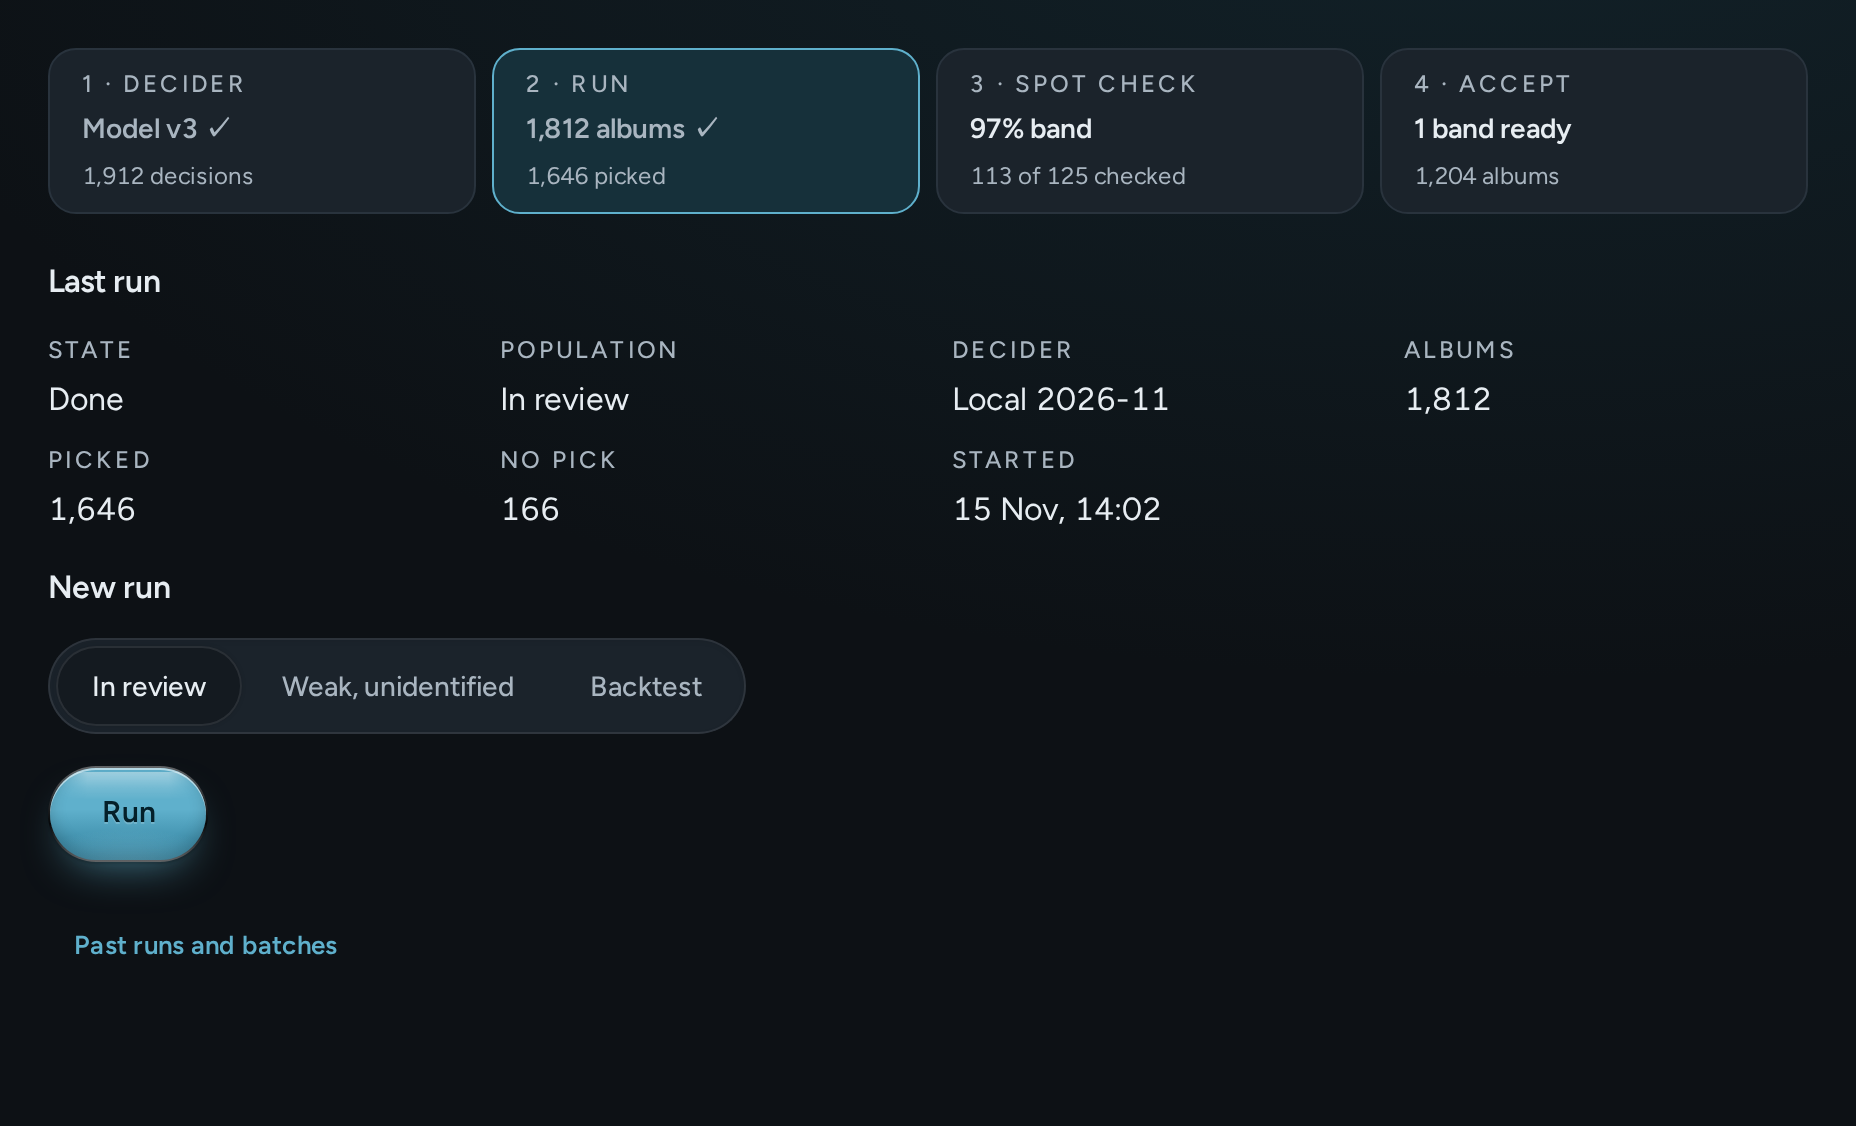 1 · DECIDER
Model v3 ✓
1,912 decisions
2 · RUN
1,812 albums ✓
1,646 picked
3 · SPOT CHECK
97% band
113 of 125 checked
4 · ACCEPT
1 band ready
1,204 albums
Last run
STATE
Done
POPULATION
In review
DECIDER
Local 2026-11
ALBUMS
1,812
PICKED
1,646
NO PICK
166
STARTED
15 Nov, 14:02
New run
In review
Weak, unidentified
Backtest
Run
Past runs and batches